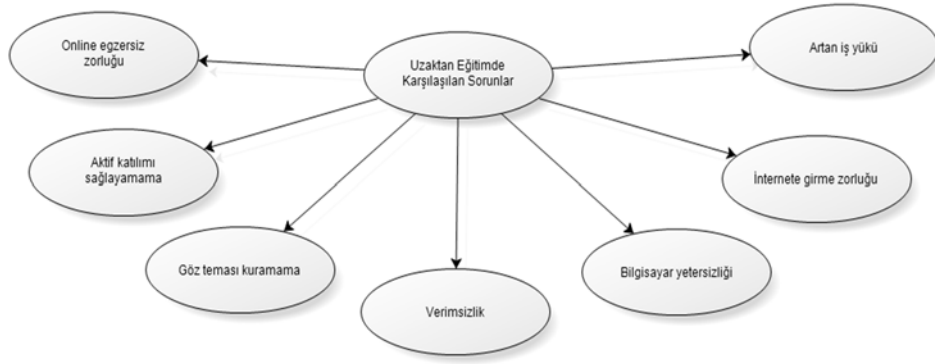 Online egzersiz
zorluğu
Uzaktan Eğitimde
Karşılaşılan Sorunlar
Artan iş yükü
Aktif katılımı
sağlayamama
İnternete girme zorluğu
Göz teması kuramama
Bilgisayar yetersizliği
Verimsizlik